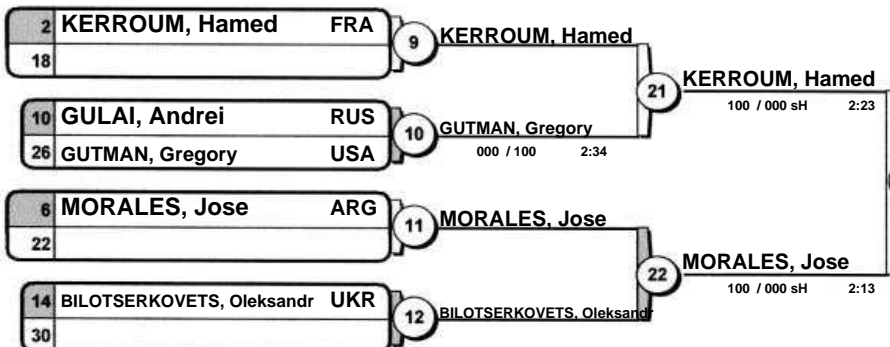 2 KERROUM, Hamed FRA
18
9 KERROUM, Hamed
10 GULAI, Andrei RUS
26 GUTMAN, Gregory USA
10 GUTMAN, Gregory
000 / 100 2:34
21 KERROUM, Hamed
100 / 000 sH 2:23
6 MORALES, Jose ARG
22
11 MORALES, Jose
14 BILOTSERKOVETS, Oleksandr UKR
30
12 BILOTSERKOVETS, Oleksandr
22 MORALES, Jose
100 / 000 sH 2:13